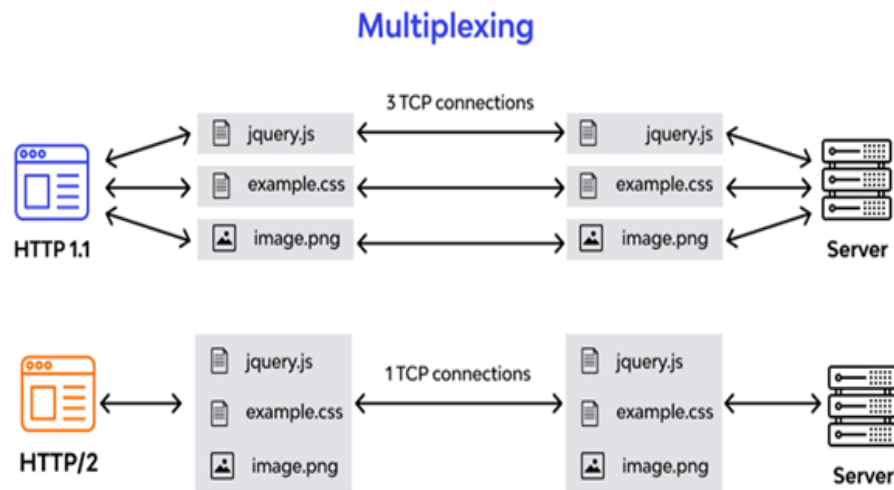 Multiplexing
3 TCP connections
jquery.js
jquery.js
example.css
example.css
image.png
image.png
HTTP 1.1
Server
jquery.js
jquery.js
1 TCP connections
example.css
example.css
HTTP/2
image.png
image.png
Server